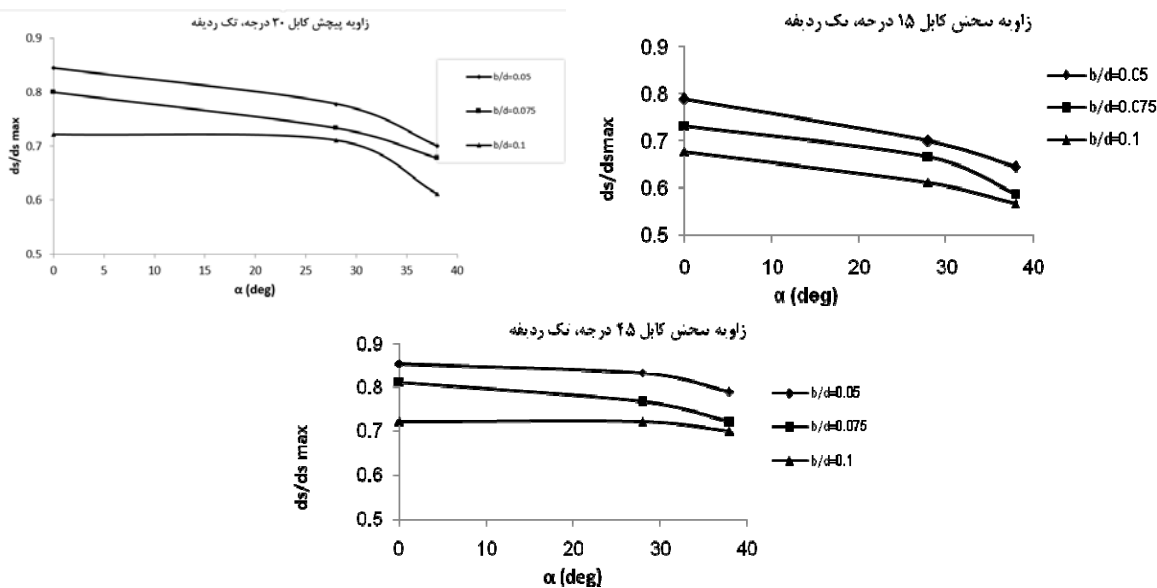 زاویه پیچش کابل ۳۰ درجه، تک ردیفه
0.9
0.8
0.7
0.6
0.5
ds/ds max
0 5 10 15 20 25 30 35 40
α (deg)
b/d=0.05
b/d=0.075
b/d=0.1
زاویه پیچش کابل ۱۵ درجه، تک ردیفه
0.9
0.8
0.7
0.6
0.5
ds/dsmax
0 10 20 30 40
α (deg)
b/d=0.05
b/d=0.075
b/d=0.1
زاویه پیچش کابل ۴۵ درجه، تک ردیفه
0.9
0.8
0.7
0.6
0.5
ds/ds max
0 10 20 30 40
α (deg)
b/d=0.05
b/d=0.075
b/d=0.1